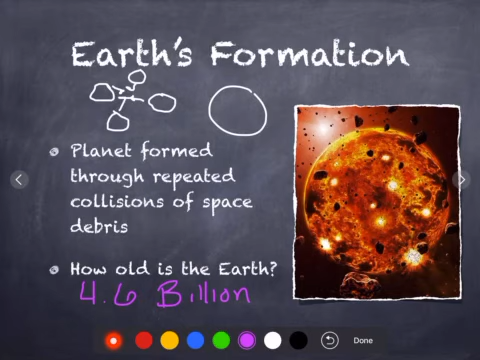 Earth's Formation
Planet formed
through repeated
collisions of space
debris
How old is the Earth?
4.6 Billion
Done